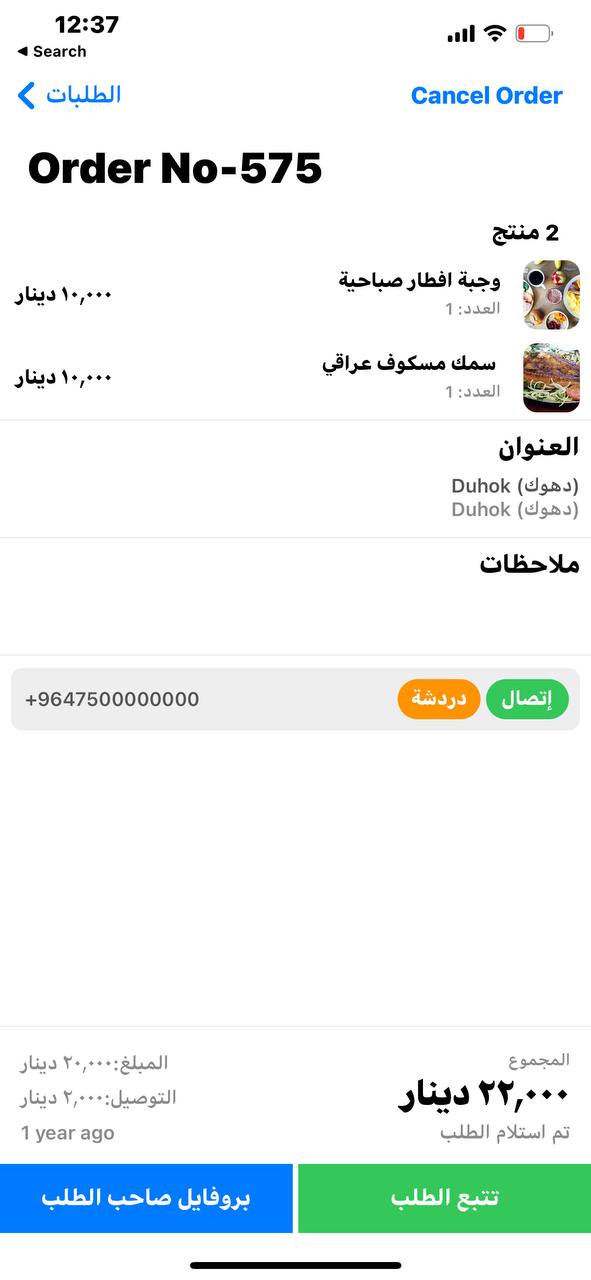 12:37
◀ Search
الطلبات
Cancel Order
Order No-575
2 منتج
وجبة افطار صباحية
العدد: 1
١٠,٠٠٠ دينار
سمك مسكوف عراقي
العدد: 1
١٠,٠٠٠ دينار
العنوان
Duhok (دهوك)
Duhok (دهوك)
ملاحظات
+9647500000000
دردشة
إتصال
المجموع
٢٢,٠٠٠ دينار
تم استلام الطلب
المبلغ:٢٠,٠٠٠ دينار
التوصيل:٢,٠٠٠ دينار
1 year ago
تتبع الطلب
بروفايل صاحب الطلب